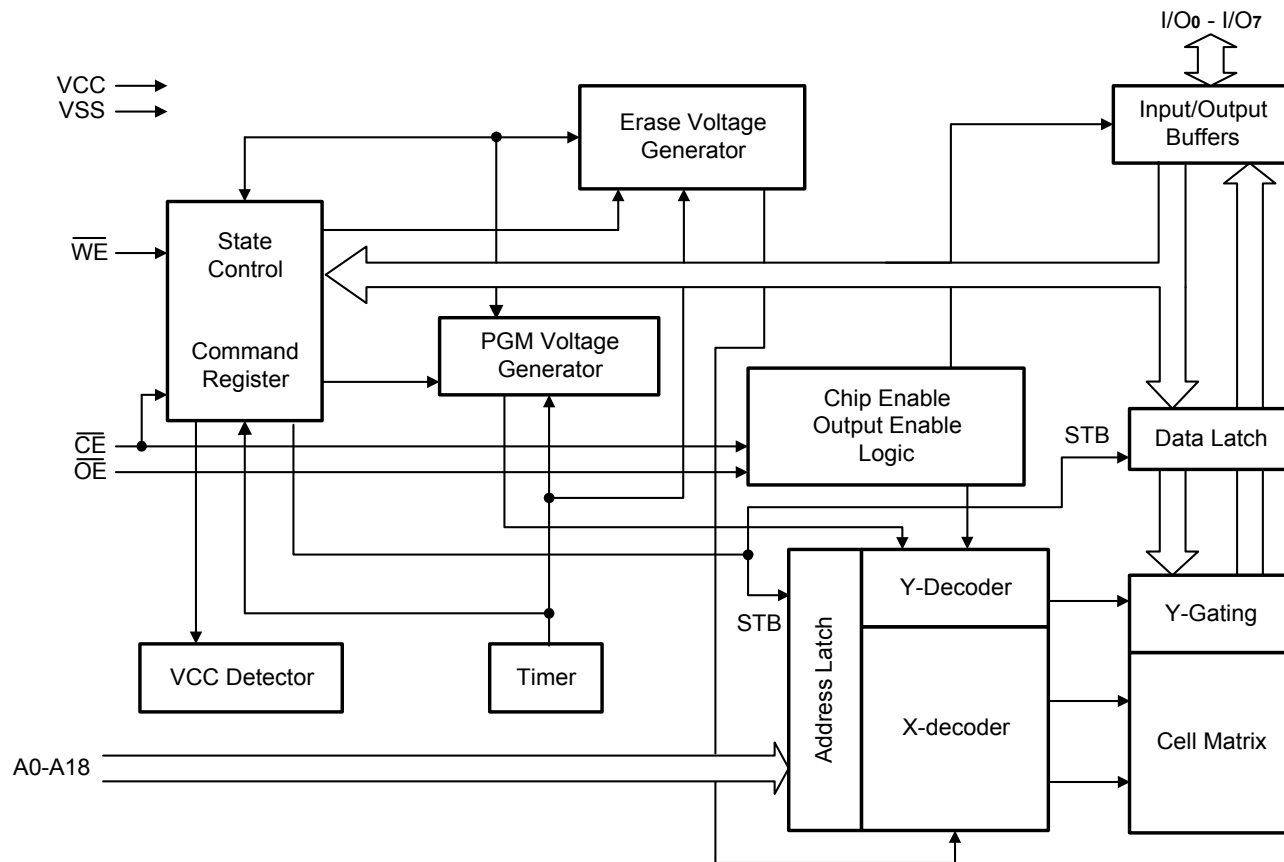 I/O0 - I/O7
VCC
VSS
Erase Voltage
Generator
Input/Output
Buffers
WE
State
Control
Command
Register
PGM Voltage
Generator
Chip Enable
Output Enable
Logic
CE
OE
STB
Data Latch
Y-Decoder
Y-Gating
STB
Address Latch
VCC Detector
Timer
X-decoder
Cell Matrix
A0-A18